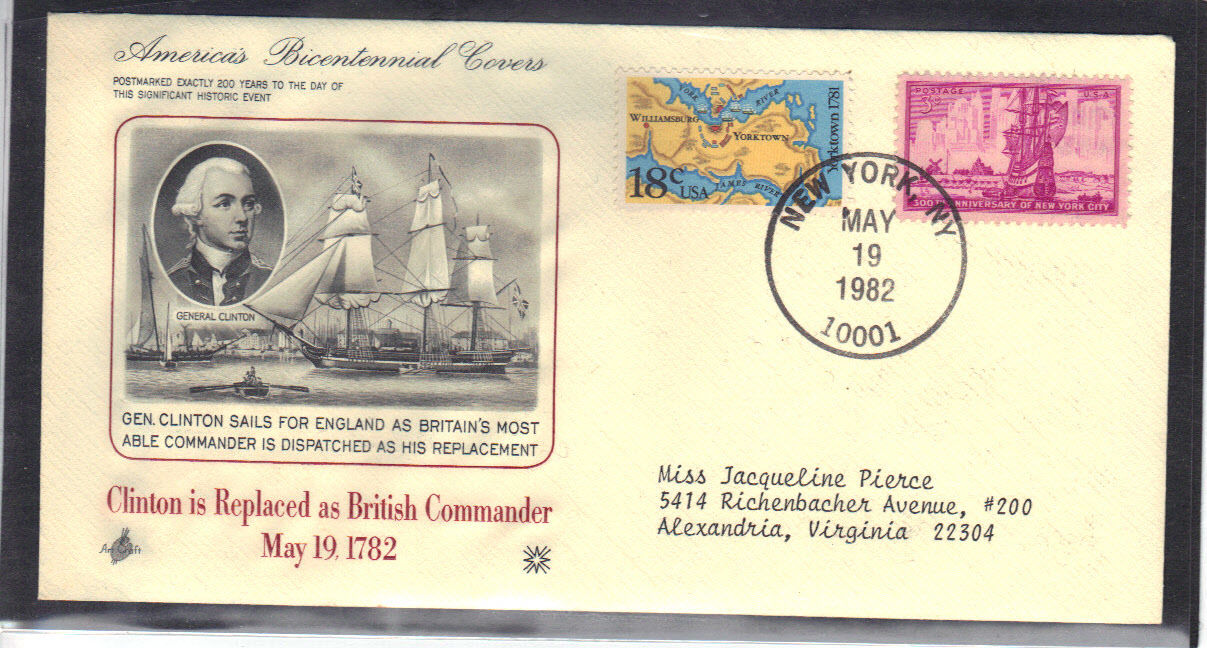 America's Bicentennial Covers
POSTMARKED EXACTLY 200 YEARS TO THE DAY OF
THIS SIGNIFICANT HISTORIC EVENT
GENERAL CLINTON
GEN. CLINTON SAILS FOR ENGLAND AS BRITAIN'S MOST
ABLE COMMANDER IS DISPATCHED AS HIS REPLACEMENT
Clinton is Replaced as British Commander
May 19, 1782
Art Craft
YORK RIVER
WILLIAMSBURG
YORKTOWN
Yorktown 1781
18c USA
JAMES RIVER
POSTAGE U.S.A.
3c
300TH ANNIVERSARY OF NEW YORK CITY
NEW YORK, NY
MAY
19
1982
10001
Miss Jacqueline Pierce
5414 Richenbacher Avenue, #200
Alexandria, Virginia 22304